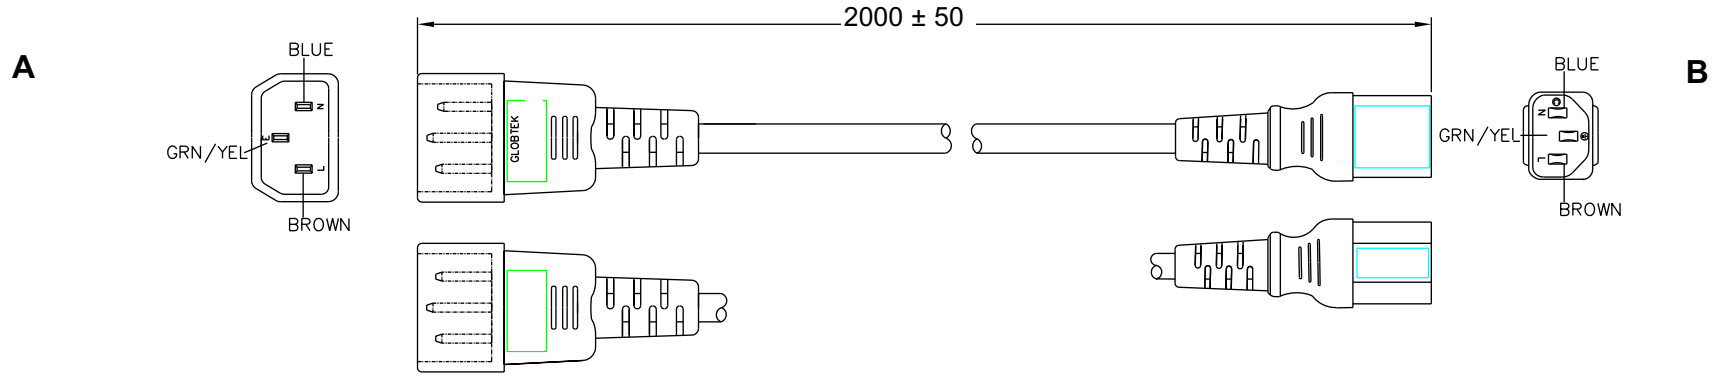 2000 ± 50
A
B
BLUE
N
E
GRN/YEL
L
BROWN
GLOBTEK
BLUE
N
GRN/YEL
L
BROWN